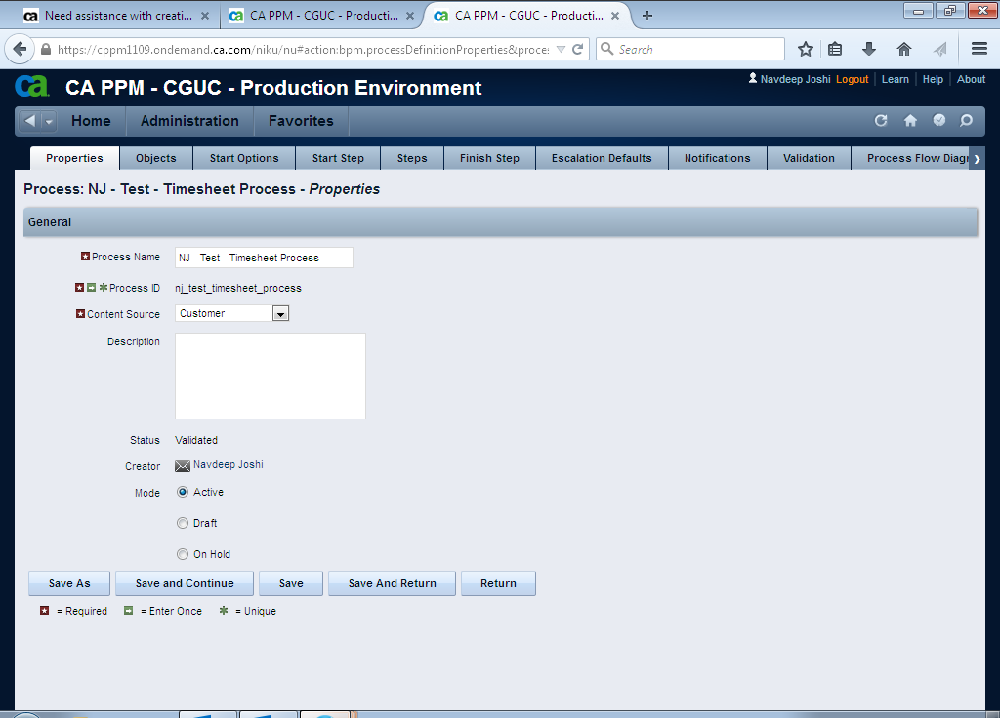 ca Need assistance with creati... ca CA PPM - CGUC - Producti... ca CA PPM - CGUC - Producti...
https://cppm1109.ondemand.ca.com/niku/nu#action:bpm.processDefinitionProperties&proce: Search
ca CA PPM - CGUC - Production Environment Navdeep Joshi Logout Learn Help About
Home Administration Favorites
Properties Objects Start Options Start Step Steps Finish Step Escalation Defaults Notifications Validation Process Flow Diagr
Process: NJ - Test - Timesheet Process - Properties
General
Process Name NJ - Test - Timesheet Process
Process ID nj_test_timesheet_process
Content Source Customer
Description
Status Validated
Creator Navdeep Joshi
Mode Active
Draft
On Hold
Save As Save and Continue Save Save And Return Return
= Required = Enter Once = Unique